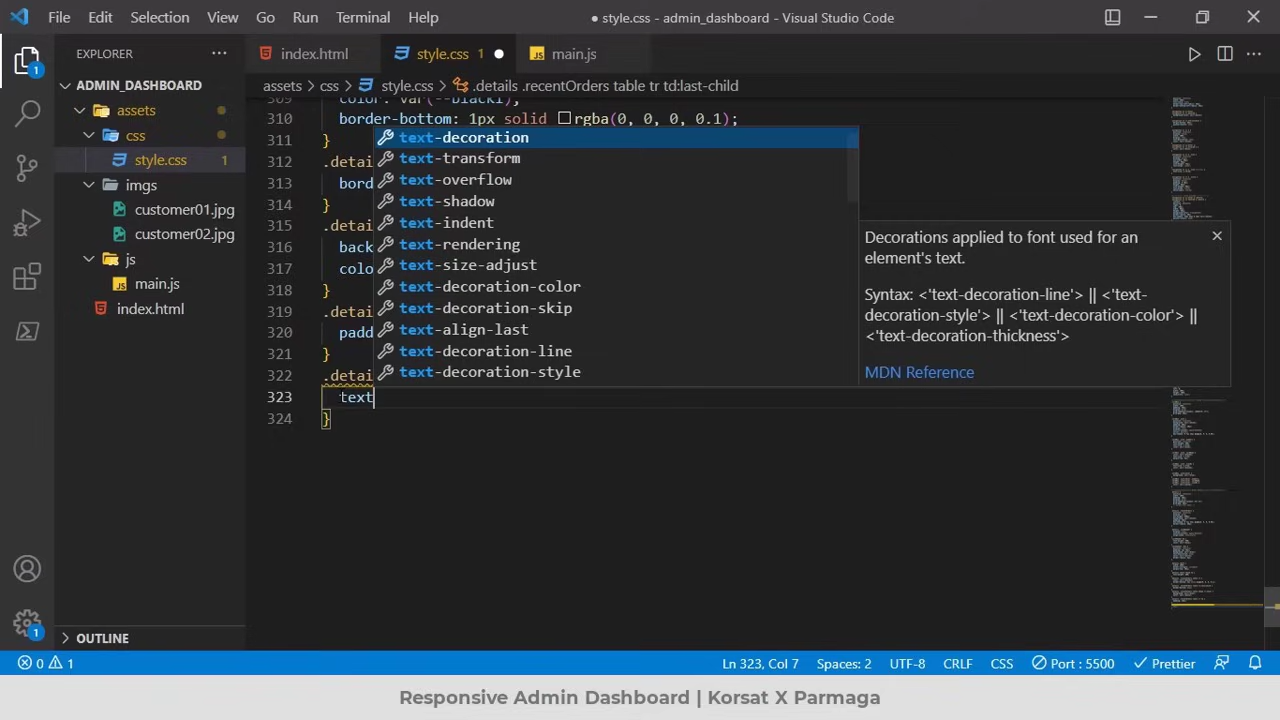 File Edit Selection View Go Run Terminal Help
● style.css - admin_dashboard - Visual Studio Code
EXPLORER
ADMIN_DASHBOARD
assets
css
style.css 1
imgs
customer01.jpg
customer02.jpg
js
main.js
index.html
OUTLINE
1
1
index.html style.css 1 main.js
assets > css > style.css > .details .recentOrders table tr td:last-child
309 color: var(--black1);
310 border-bottom: 1px solid rgba(0, 0, 0, 0.1);
311 }
312 .detai
313 bord
314 }
315 .detai
316 back
317 colo
318 }
319 .detai
320 padd
321 }
322 .detai
323 text
324 }
text-decoration
text-transform
text-overflow
text-shadow
text-indent
text-rendering
text-size-adjust
text-decoration-color
text-decoration-skip
text-align-last
text-decoration-line
text-decoration-style
Decorations applied to font used for an
element's text.
Syntax: <'text-decoration-line'> || <'text-
decoration-style'> || <'text-decoration-color'> ||
<'text-decoration-thickness'>
MDN Reference
0 1 Ln 323, Col 7 Spaces: 2 UTF-8 CRLF CSS Port : 5500 Prettier
Responsive Admin Dashboard | Korsat X Parmaga